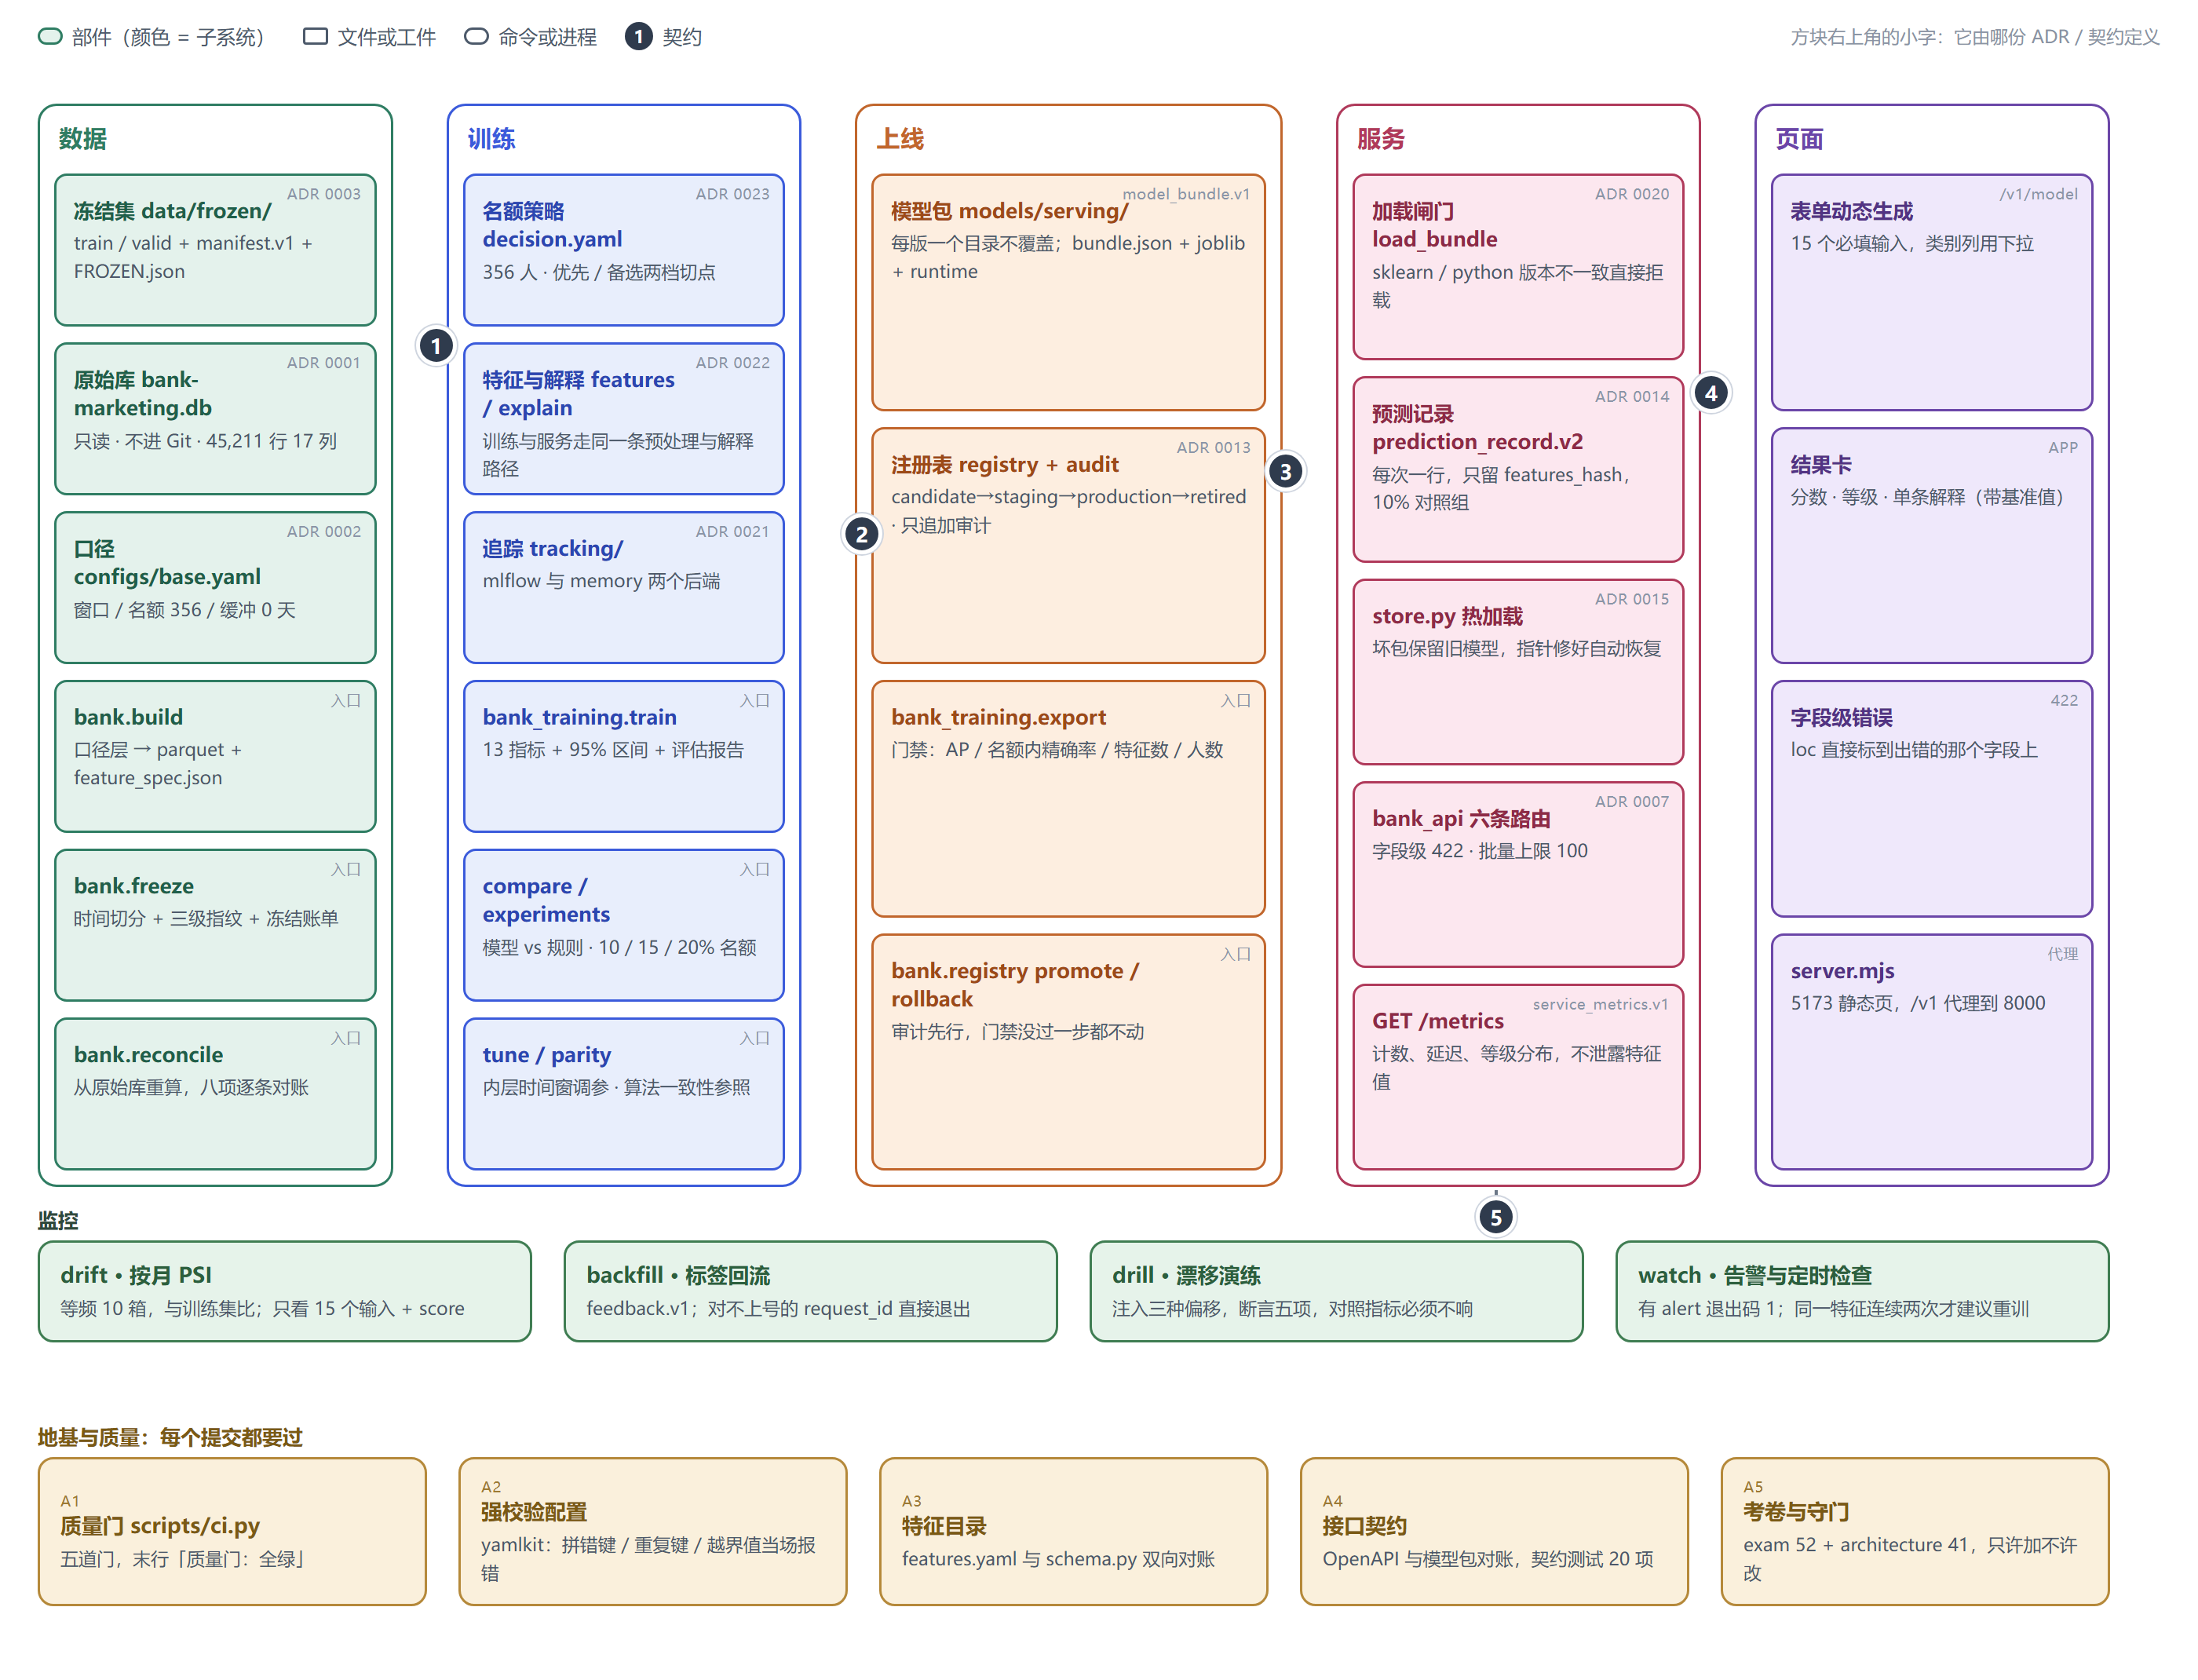 部件（颜色 = 子系统）
文件或工件
命令或进程
1 契约
方块右上角的小字：它由哪份 ADR / 契约定义
数据
ADR 0003
冻结集 data/frozen/
train / valid + manifest.v1 +
FROZEN.json
ADR 0001
原始库 bank-
marketing.db
只读 · 不进 Git · 45,211 行 17 列
ADR 0002
口径
configs/base.yaml
窗口 / 名额 356 / 缓冲 0 天
入口
bank.build
口径层 → parquet +
feature_spec.json
入口
bank.freeze
时间切分 + 三级指纹 + 冻结账单
入口
bank.reconcile
从原始库重算，八项逐条对账
1
训练
ADR 0023
名额策略
decision.yaml
356 人 · 优先 / 备选两档切点
ADR 0022
特征与解释 features
/ explain
训练与服务走同一条预处理与解释
路径
ADR 0021
追踪 tracking/
mlflow 与 memory 两个后端
入口
bank_training.train
13 指标 + 95% 区间 + 评估报告
入口
compare /
experiments
模型 vs 规则 · 10 / 15 / 20% 名额
入口
tune / parity
内层时间窗调参 · 算法一致性参照
2
上线
model_bundle.v1
模型包 models/serving/
每版一个目录不覆盖；bundle.json + joblib
+ runtime
ADR 0013
注册表 registry + audit
candidate→staging→production→retired
· 只追加审计
入口
bank_training.export
门禁：AP / 名额内精确率 / 特征数 / 人数
入口
bank.registry promote /
rollback
审计先行，门禁没过一步都不动
3
服务
ADR 0020
加载闸门
load_bundle
sklearn / python 版本不一致直接拒
载
ADR 0014
预测记录
prediction_record.v2
每次一行，只留 features_hash，
10% 对照组
ADR 0015
store.py 热加载
坏包保留旧模型，指针修好自动恢复
ADR 0007
bank_api 六条路由
字段级 422 · 批量上限 100
service_metrics.v1
GET /metrics
计数、延迟、等级分布，不泄露特征
值
4
页面
/v1/model
表单动态生成
15 个必填输入，类别列用下拉
APP
结果卡
分数 · 等级 · 单条解释（带基准值）
422
字段级错误
loc 直接标到出错的那个字段上
代理
server.mjs
5173 静态页，/v1 代理到 8000
5
监控
drift • 按月 PSI
等频 10 箱，与训练集比；只看 15 个输入 + score
backfill • 标签回流
feedback.v1；对不上号的 request_id 直接退出
drill • 漂移演练
注入三种偏移，断言五项，对照指标必须不响
watch • 告警与定时检查
有 alert 退出码 1；同一特征连续两次才建议重训
地基与质量：每个提交都要过
A1
质量门 scripts/ci.py
五道门，末行「质量门：全绿」
A2
强校验配置
yamlkit：拼错键 / 重复键 / 越界值当场报
错
A3
特征目录
features.yaml 与 schema.py 双向对账
A4
接口契约
OpenAPI 与模型包对账，契约测试 20 项
A5
考卷与守门
exam 52 + architecture 41，只许加不许
改